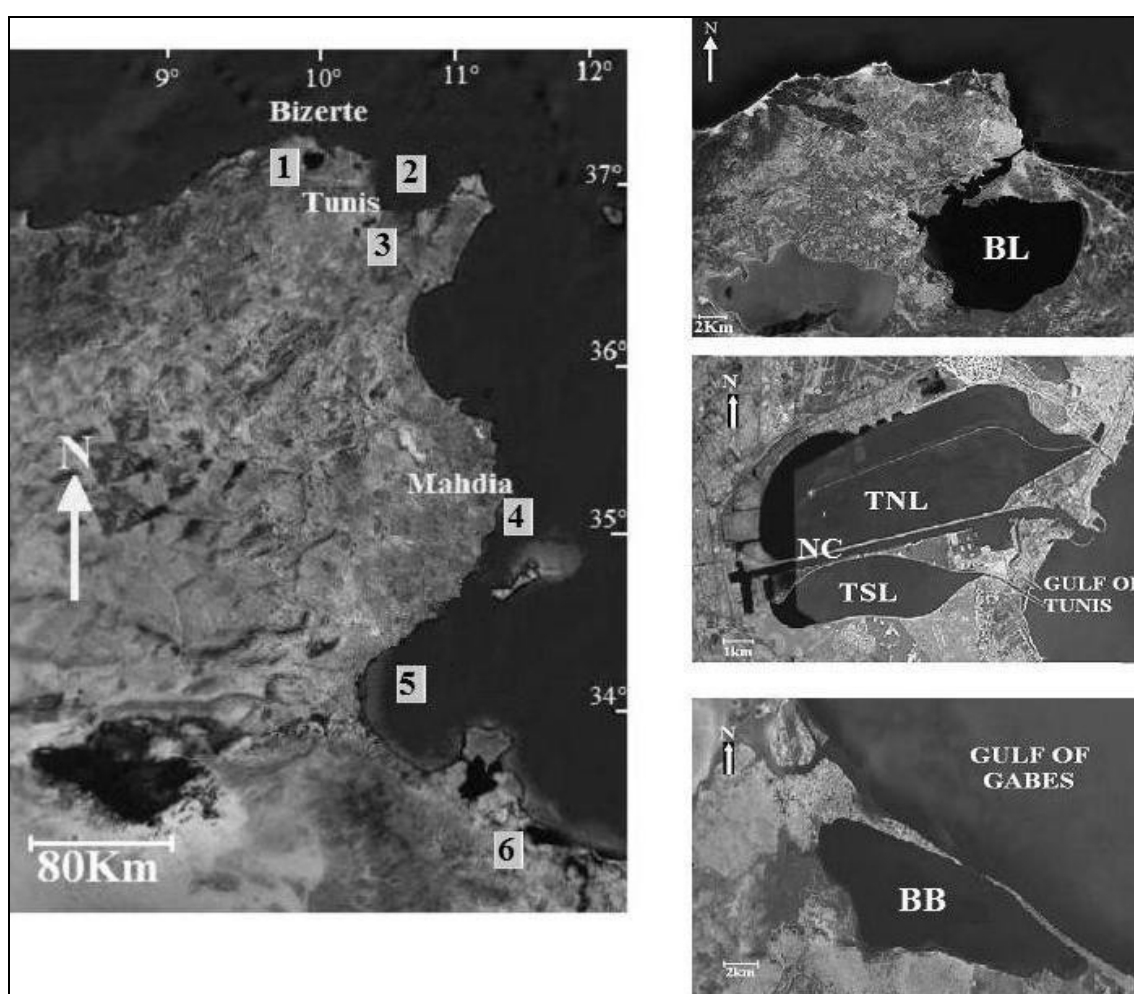 9° 10° 11° 12°
Bizerte
1 2 37°
Tunis
3
36°
N
Mahdia
4
35°
5
34°
6
80Km
N
BL
2Km
N
TNL
NC
TSL
GULF OF
TUNIS
1km
N
GULF OF
GABES
BB
2km